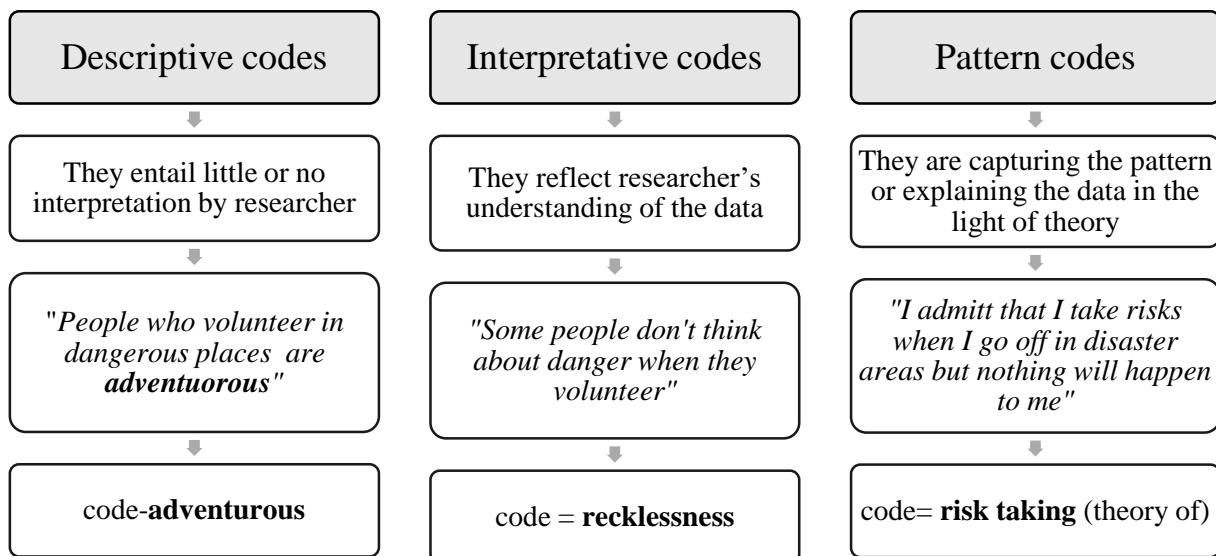 Descriptive codes
They entail little or no
interpretation by researcher
"People who volunteer in
dangerous places are
adventuorous"
code-adventurous
Interpretative codes
They reflect researcher’s
understanding of the data
"Some people don't think
about danger when they
volunteer"
code = recklessness
Pattern codes
They are capturing the pattern
or explaining the data in the
light of theory
"I admitt that I take risks
when I go off in disaster
areas but nothing will happen
to me"
code= risk taking (theory of)